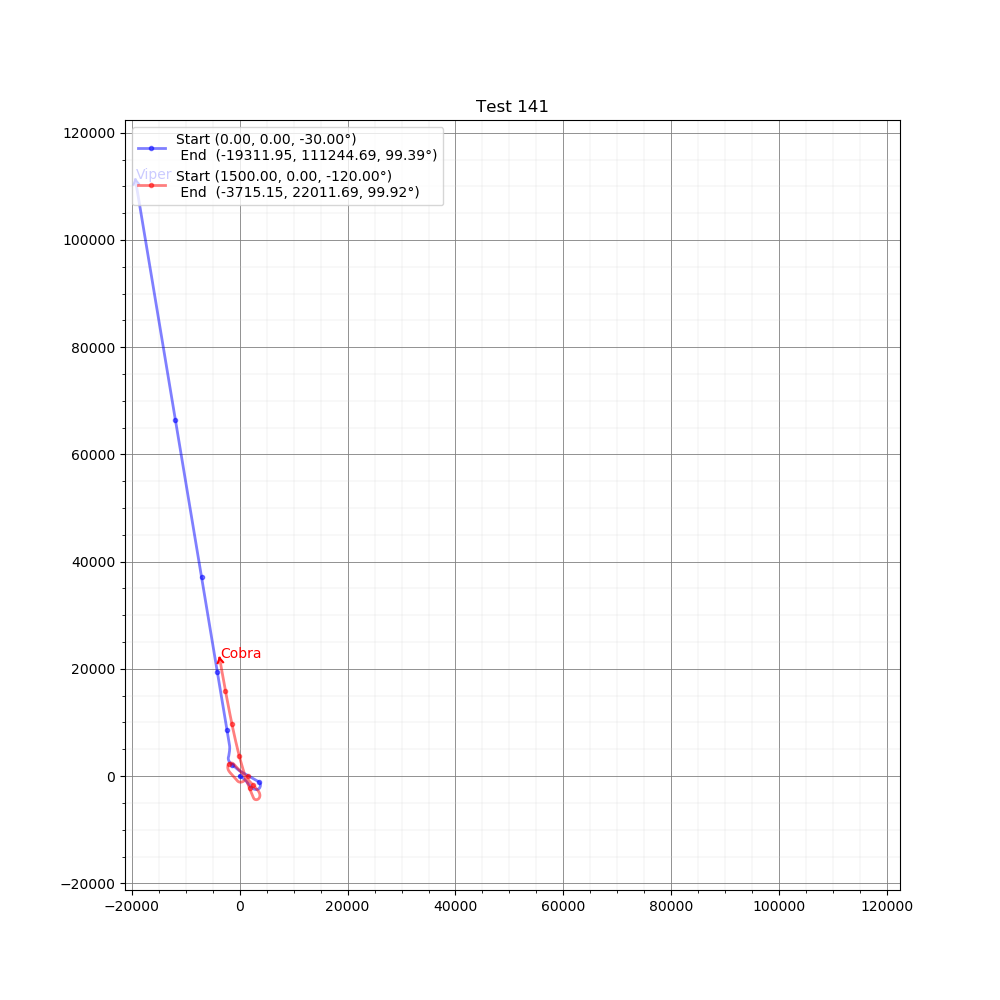 Test 141
120000
100000
80000
60000
40000
20000
0
−20000
Start (0.00, 0.00, -30.00°)
End (-19311.95, 111244.69, 99.39°)
Viper
Start (1500.00, 0.00, -120.00°)
End (-3715.15, 22011.69, 99.92°)
Cobra
−20000 0 20000 40000 60000 80000 100000 120000